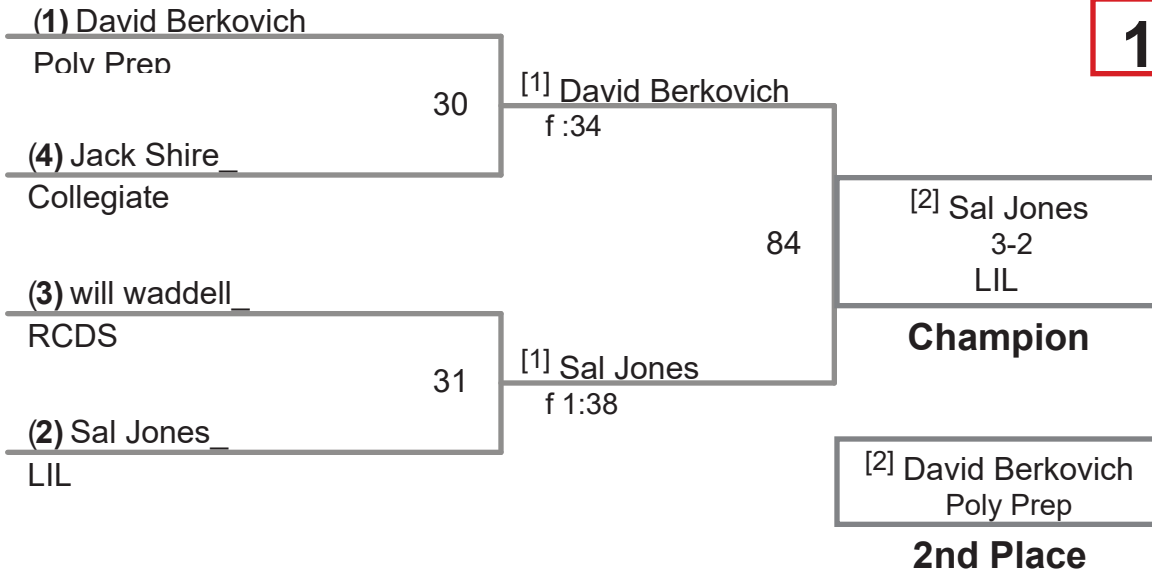 (1) David Berkovich
Poly Prep
30
[1] David Berkovich
f :34
(4) Jack Shire_
Collegiate
84
(3) will waddell_
RCDS
31
[1] Sal Jones
f 1:38
(2) Sal Jones_
LIL
1
[2] Sal Jones
3-2
LIL
Champion
[2] David Berkovich
Poly Prep
2nd Place